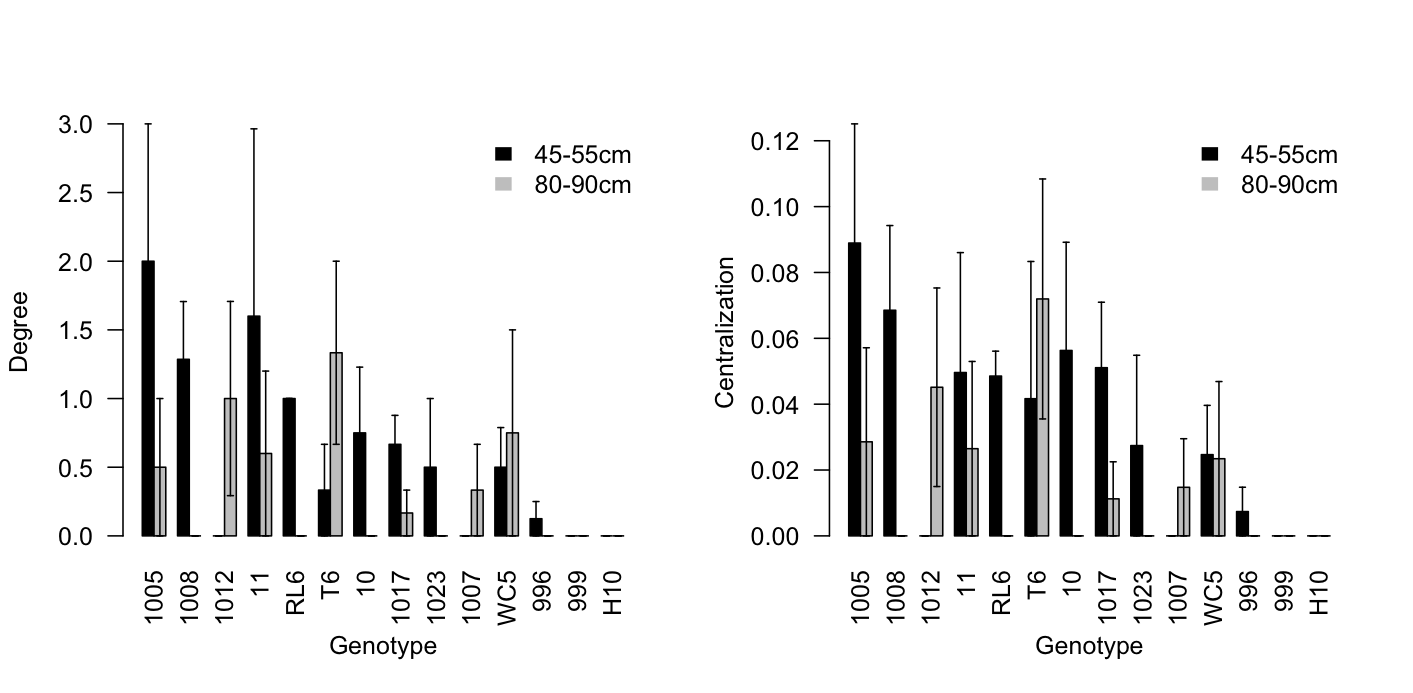 Degree
3.0
2.5
2.0
1.5
1.0
0.5
0.0
45-55cm
80-90cm
1005
1008
1012
11
RL6
T6
10
1017
1023
1007
WC5
996
999
H10
Genotype
Centralization
0.12
0.10
0.08
0.06
0.04
0.02
0.00
45-55cm
80-90cm
1005
1008
1012
11
RL6
T6
10
1017
1023
1007
WC5
996
999
H10
Genotype